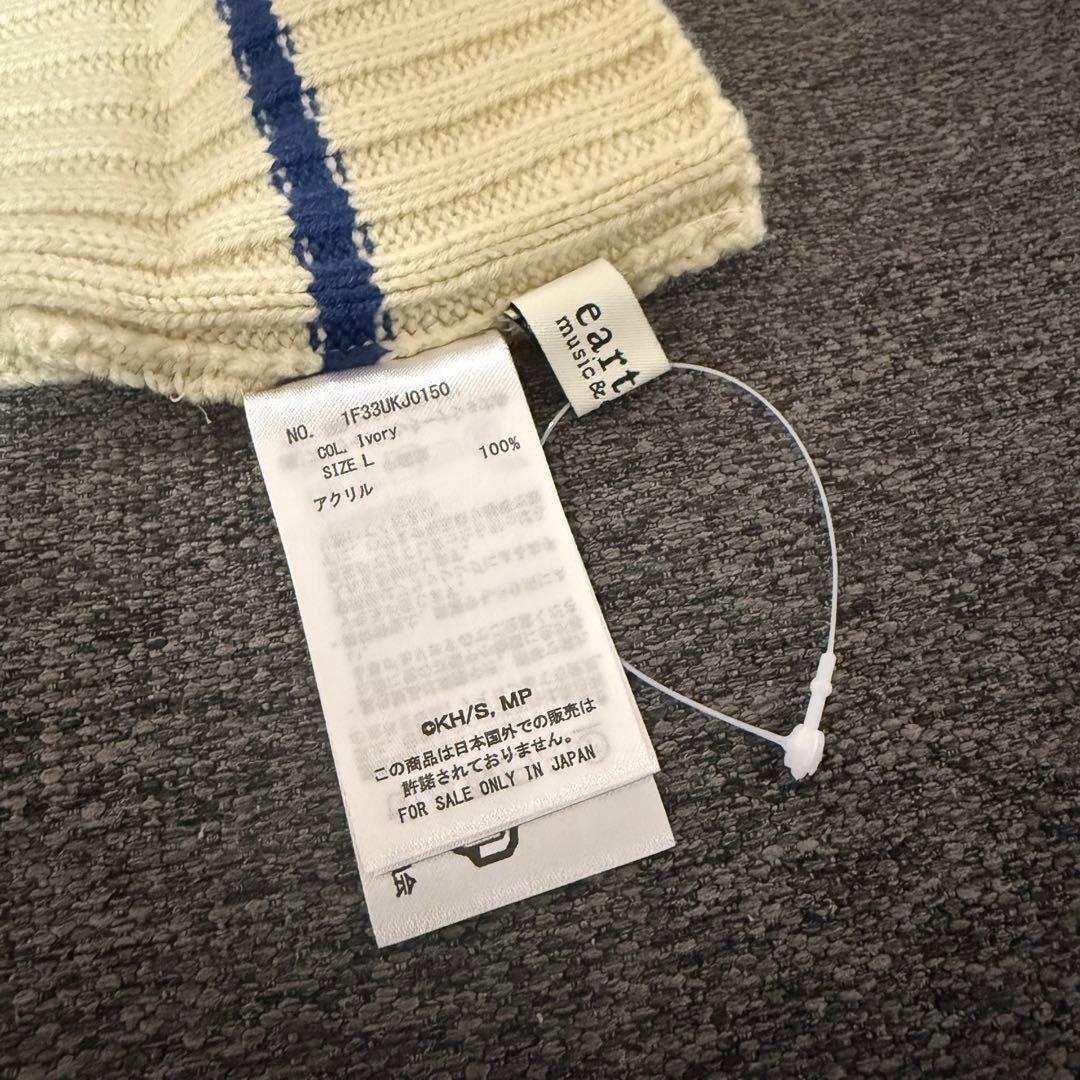 eart
music&
NO. 1F33UKJ0150
COL. Ivory
SIZE L
アクリル 100%
©KH/S, MP
この商品は日本国外での販売は
許諾されておりません。
FOR SALE ONLY IN JAPAN